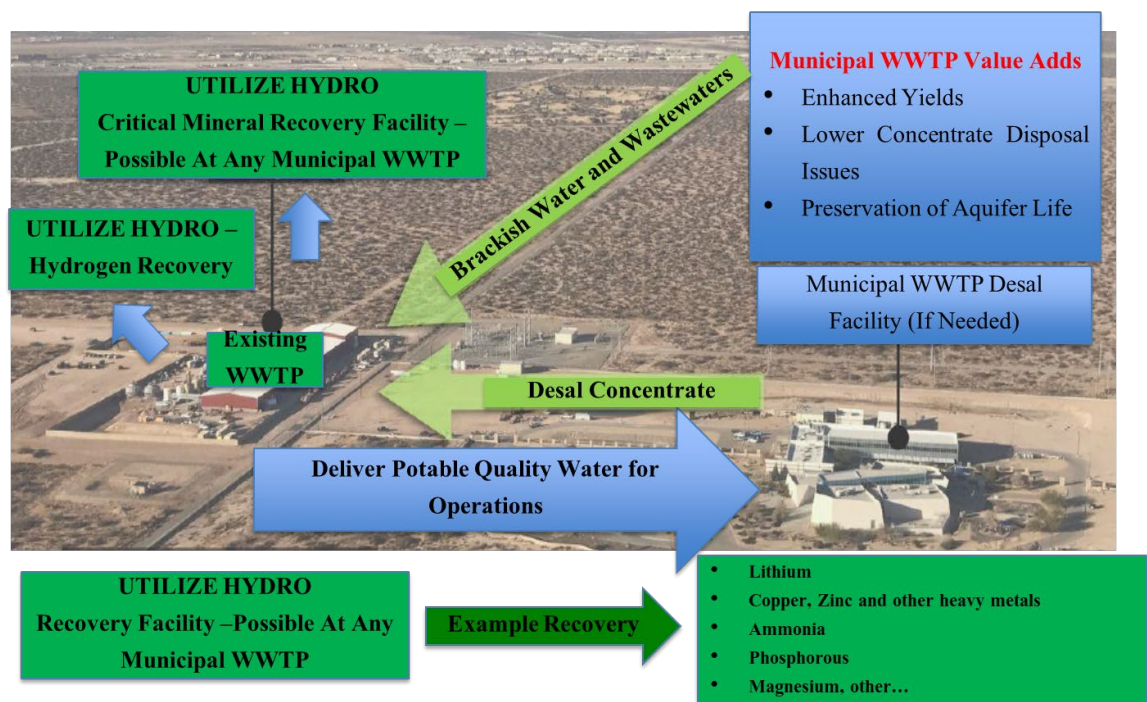 UTILIZE HYDRO
Critical Mineral Recovery Facility –
Possible At Any Municipal WWTP
UTILIZE HYDRO –
Hydrogen Recovery
Existing
WWTP
Brackish Water and Wastewaters
Municipal WWTP Value Adds
• Enhanced Yields
• Lower Concentrate Disposal
Issues
• Preservation of Aquifer Life
Municipal WWTP Desal
Facility (If Needed)
Desal Concentrate
Deliver Potable Quality Water for
Operations
UTILIZE HYDRO
Recovery Facility –Possible At Any
Municipal WWTP
Example Recovery
• Lithium
• Copper, Zinc and other heavy metals
• Ammonia
• Phosphorous
• Magnesium, other…